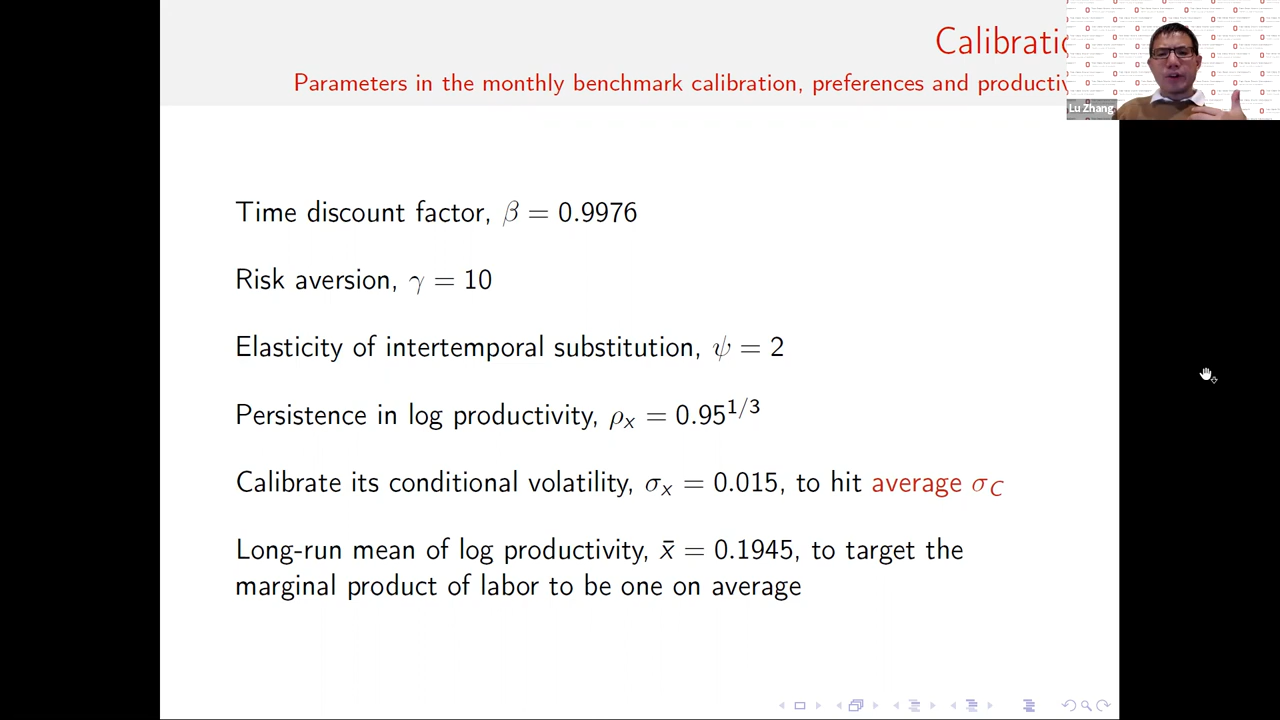 Calibratio
Parameters in the monthly benchmark calibration, preferences and producti
Lu Zhang
Time discount factor, β = 0.9976
Risk aversion, γ = 10
Elasticity of intertemporal substitution, ψ = 2
Persistence in log productivity, ρₓ = 0.95^{1/3}
Calibrate its conditional volatility, σₓ = 0.015, to hit average σ_C
Long-run mean of log productivity, x̄ = 0.1945, to target the
marginal product of labor to be one on average